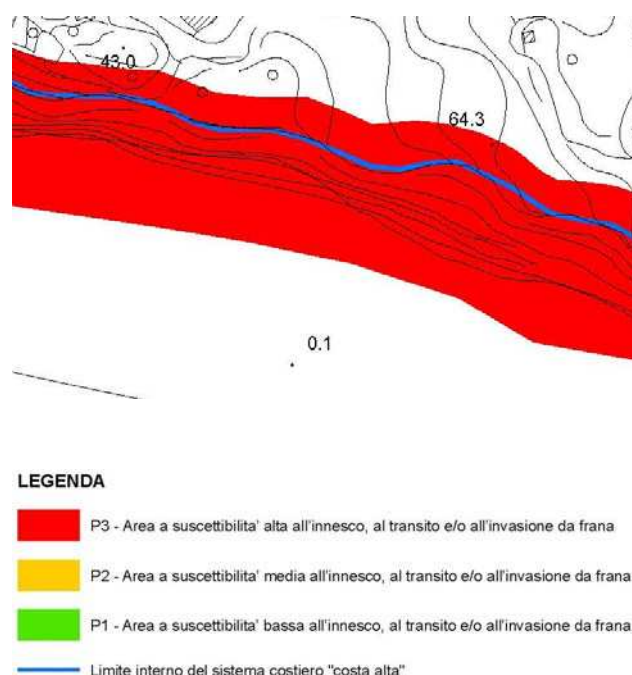 43.0
64.3
0.1
LEGENDA
P3 - Area a suscettibilita' alta all'innesco, al transito e/o all'invasione da frana
P2 - Area a suscettibilita' media all'innesco, al transito e/o all'invasione da frana
P1 - Area a suscettibilita' bassa all'innesco, al transito e/o all'invasione da frana
Limite interno del sistema costiero "costa alta"